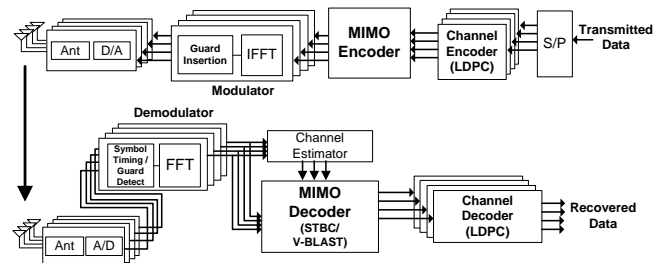 Ant
D/A
Guard
Insertion
IFFT
Modulator
MIMO
Encoder
Channel
Encoder
(LDPC)
S/P
Transmitted
Data
Demodulator
Symbol
Timing /
Guard
Detect
FFT
Channel
Estimator
MIMO
Decoder
(STBC/
V-BLAST)
Channel
Decoder
(LDPC)
Recovered
Data
Ant
A/D